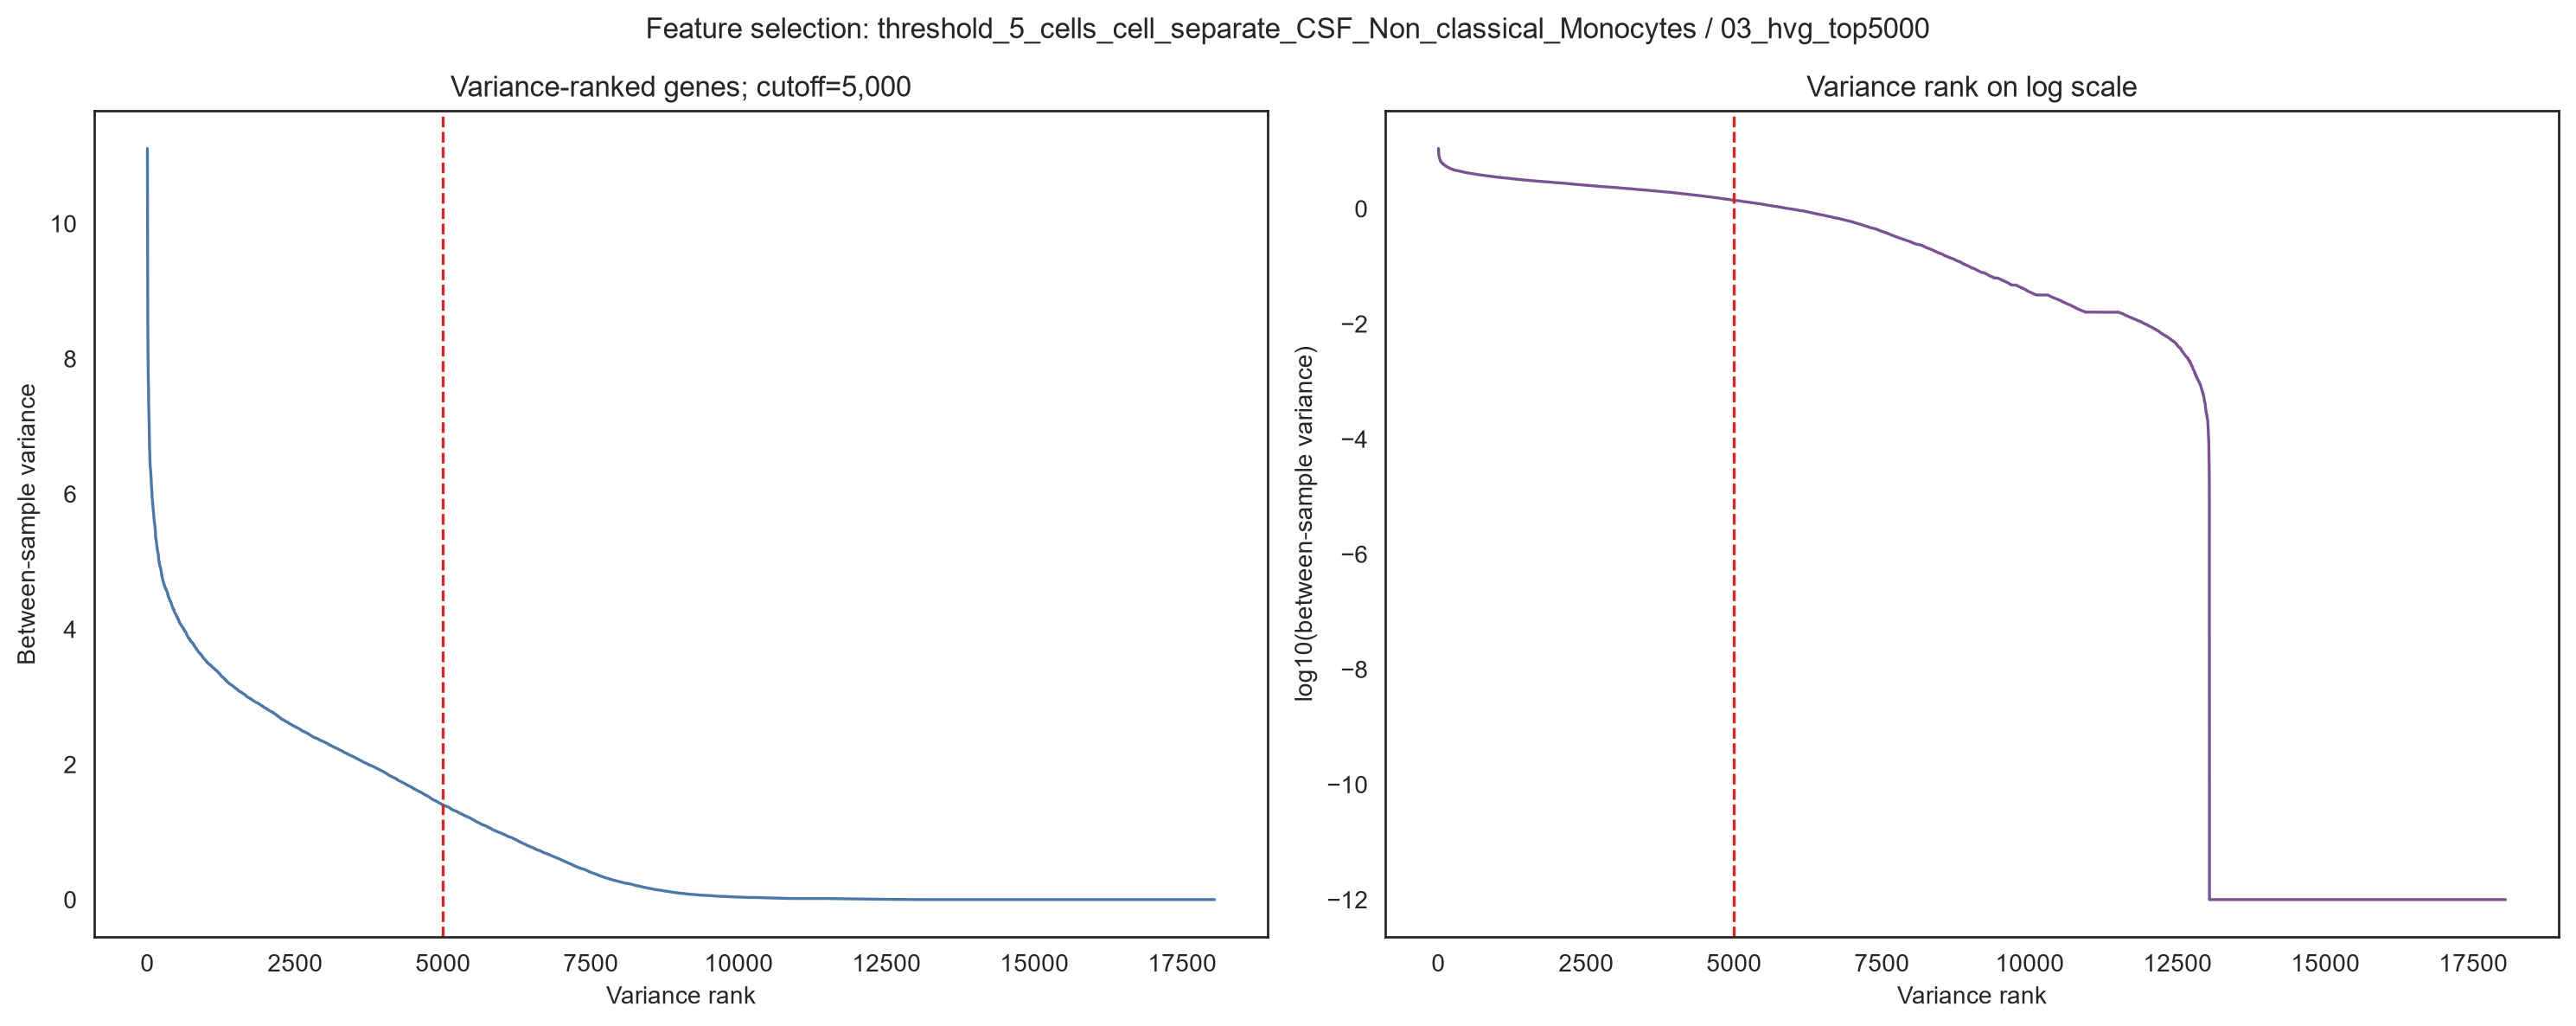 Feature selection: threshold_5_cells_cell_separate_CSF_Non_classical_Monocytes / 03_hvg_top5000
Variance-ranked genes; cutoff=5,000
Between-sample variance
10
8
6
4
2
0
0 2500 5000 7500 10000 12500 15000 17500
Variance rank
Variance rank on log scale
log10(between-sample variance)
0
−2
−4
−6
−8
−10
−12
0 2500 5000 7500 10000 12500 15000 17500
Variance rank